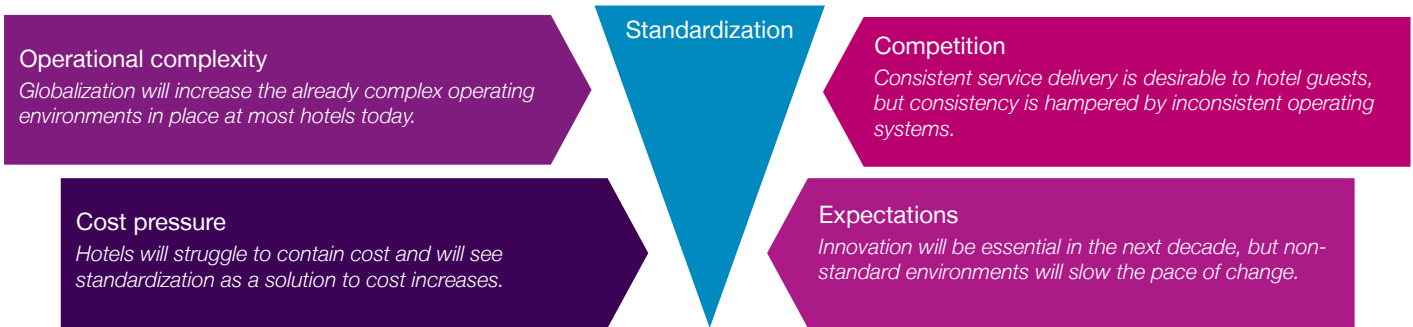 Standardization
Operational complexity
Globalization will increase the already complex operating
environments in place at most hotels today.
Competition
Consistent service delivery is desirable to hotel guests,
but consistency is hampered by inconsistent operating
systems.
Cost pressure
Hotels will struggle to contain cost and will see
standardization as a solution to cost increases.
Expectations
Innovation will be essential in the next decade, but non-
standard environments will slow the pace of change.